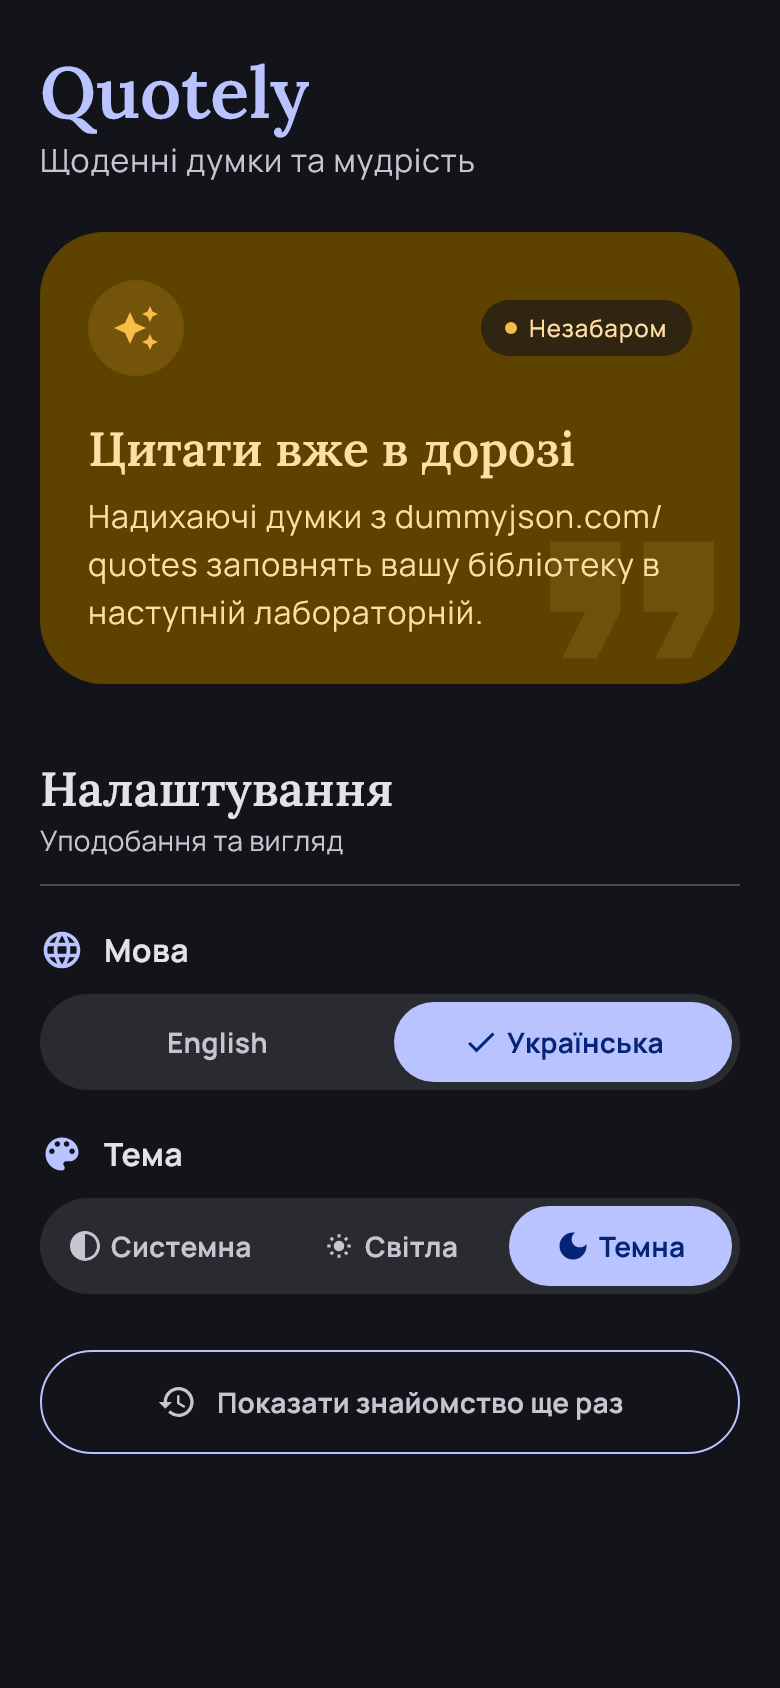 Quotely
Щоденні думки та мудрість
Незабаром
Цитати вже в дорозі
Надихаючі думки з dummyjson.com/
quotes заповнять вашу бібліотеку в
наступній лабораторній.
Налаштування
Уподобання та вигляд
Мова
English
Українська
Тема
Системна
Світла
Темна
Показати знайомство ще раз